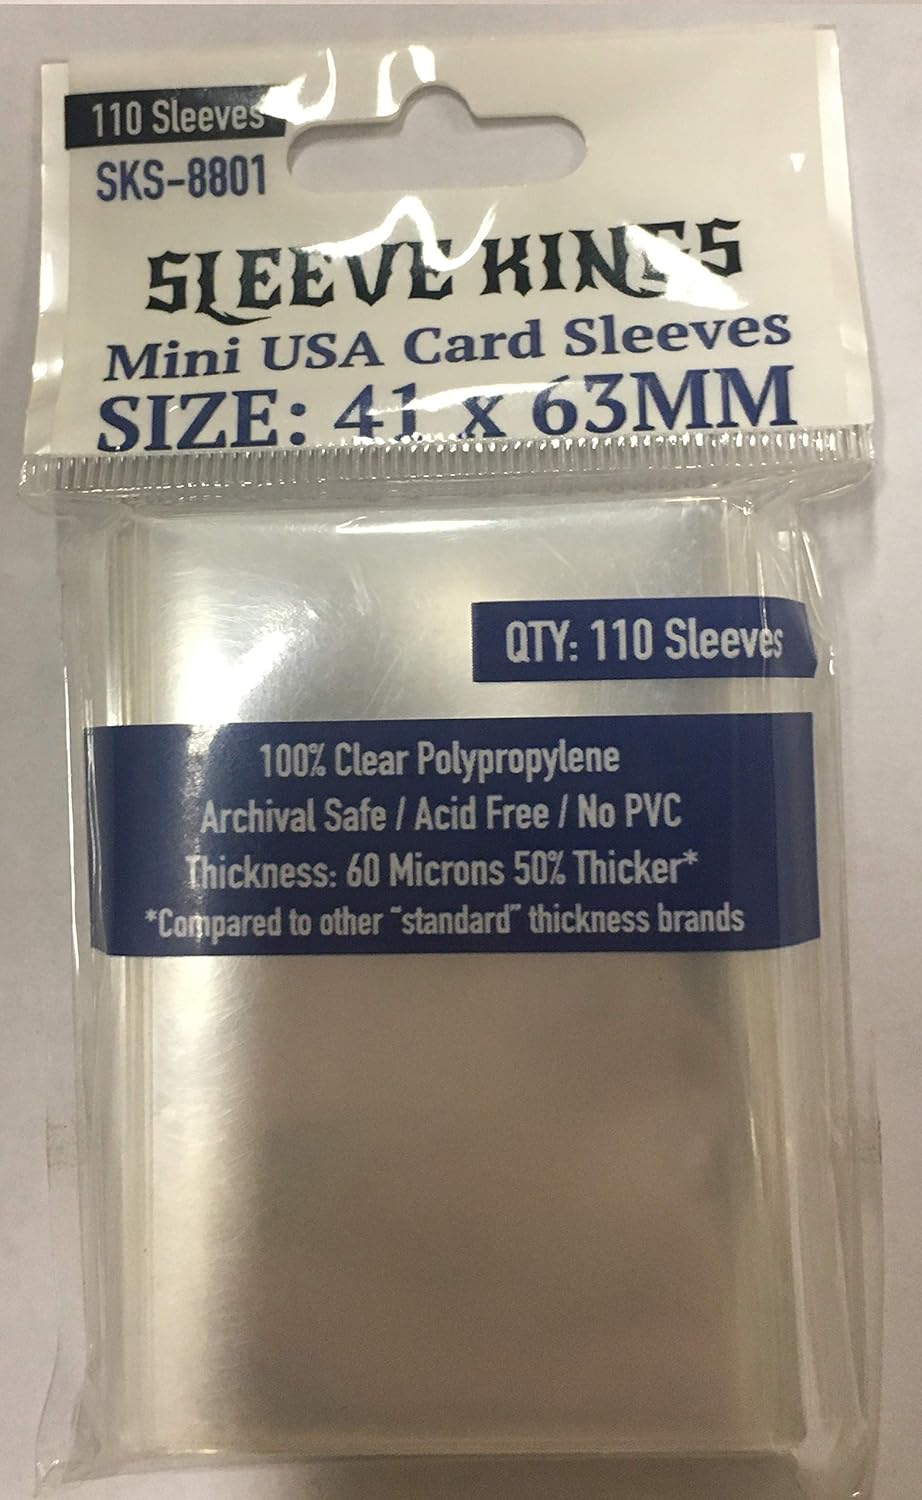 110 Sleeves
SKS-8801
SLEEVE KINGS
Mini USA Card Sleeves
SIZE: 41 x 63MM
QTY: 110 Sleeves
100% Clear Polypropylene
Archival Safe / Acid Free / No PVC
Thickness: 60 Microns 50% Thicker*
*Compared to other "standard" thickness brands